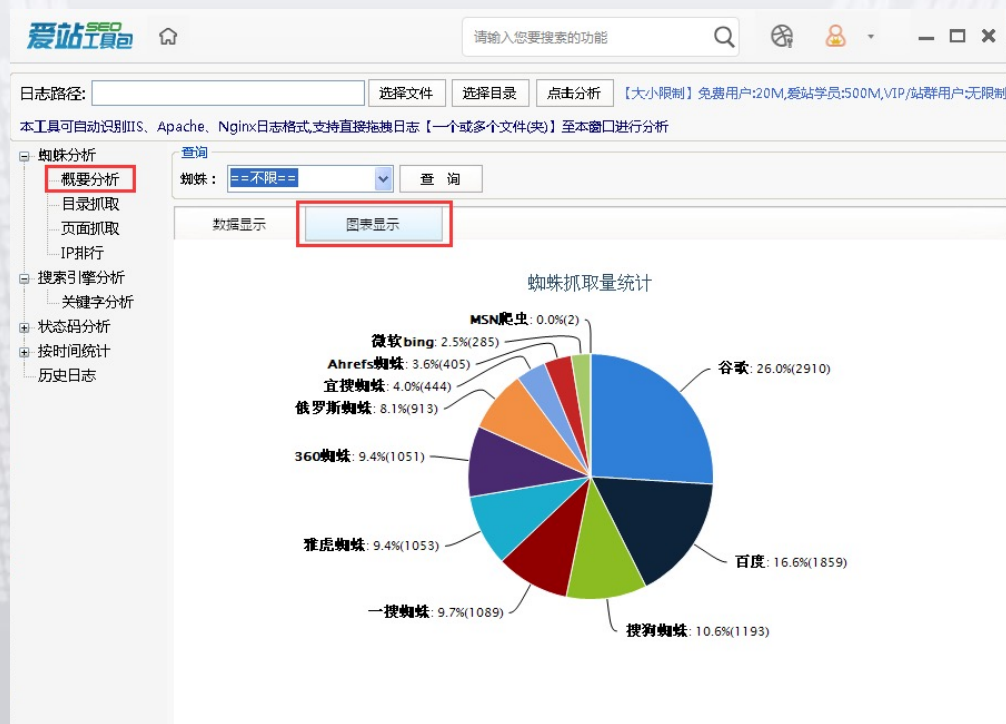 爱站SEO工具包
请输入您要搜索的功能
日志路径: 选择文件 选择目录 点击分析 【大小限制】免费用户:20M,爱站学员:500M,VIP/站群用户:无限制
本工具可自动识别IIS、Apache、Nginx日志格式,支持直接拖拽日志【一个或多个文件(夹)】至本窗口进行分析
蜘蛛分析
概要分析
目录抓取
页面抓取
IP排行
搜索引擎分析
关键字分析
状态码分析
按时间统计
历史日志
查询
蜘蛛: ==不限== 查 询
数据显示 图表显示
蜘蛛抓取量统计
MSN爬虫: 0.0%(2)
微软bing: 2.5%(285)
Ahrefs蜘蛛: 3.6%(405)
宜搜蜘蛛: 4.0%(444)
俄罗斯蜘蛛: 8.1%(913)
360蜘蛛: 9.4%(1051)
雅虎蜘蛛: 9.4%(1053)
一搜蜘蛛: 9.7%(1089)
搜狗蜘蛛: 10.6%(1193)
百度: 16.6%(1859)
谷歌: 26.0%(2910)